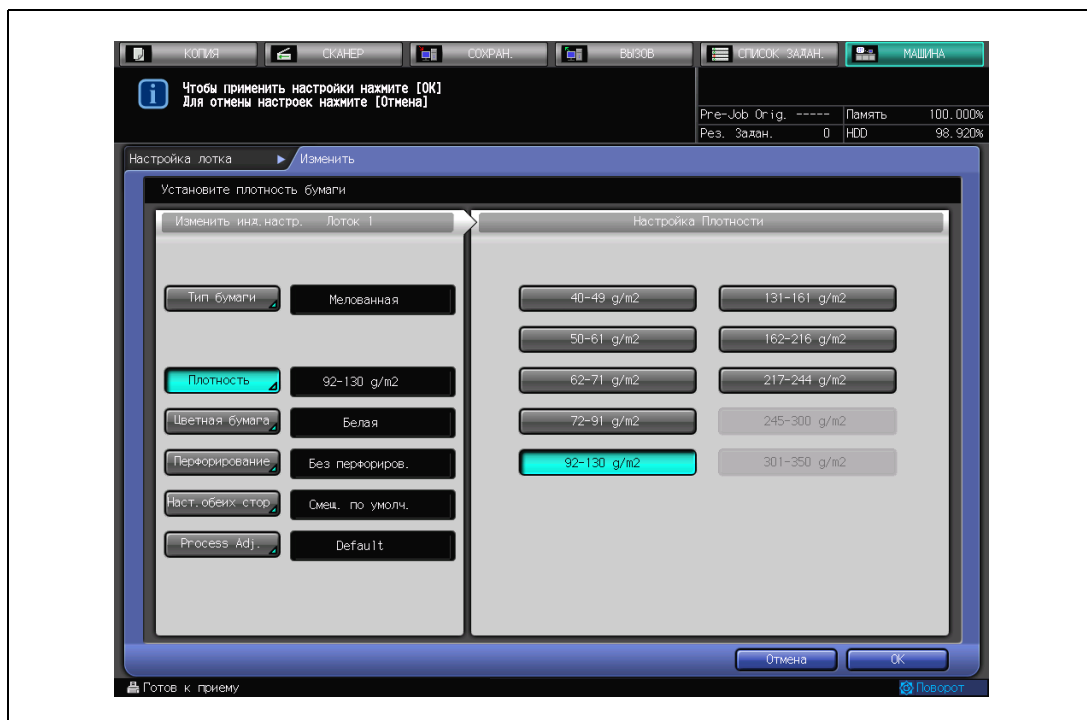 КОПИЯ
СКАНЕР
СОХРАН.
ВЫЗОВ
СПИСОК ЗАДАН.
МАШИНА
Чтобы применить настройки нажмите [OK]
Для отмены настроек нажмите [Отмена]
Pre-Job Orig. -----
Память 100.000%
Рез. Задан. 0
HDD 98.920%
Настройка лотка
Изменить
Установите плотность бумаги
Изменить инд.настр. Лоток 1
Настройка Плотности
Тип бумаги
Мелованная
40-49 g/m2
131-161 g/m2
50-61 g/m2
162-216 g/m2
Плотность
92-130 g/m2
62-71 g/m2
217-244 g/m2
Цветная бумага
Белая
72-91 g/m2
245-300 g/m2
Перфорирование
Без перфориров.
92-130 g/m2
301-350 g/m2
Наст.обеих стор
Смещ. по умолч.
Process Adj.
Default
Отмена
OK
Готов к приему
Поворот